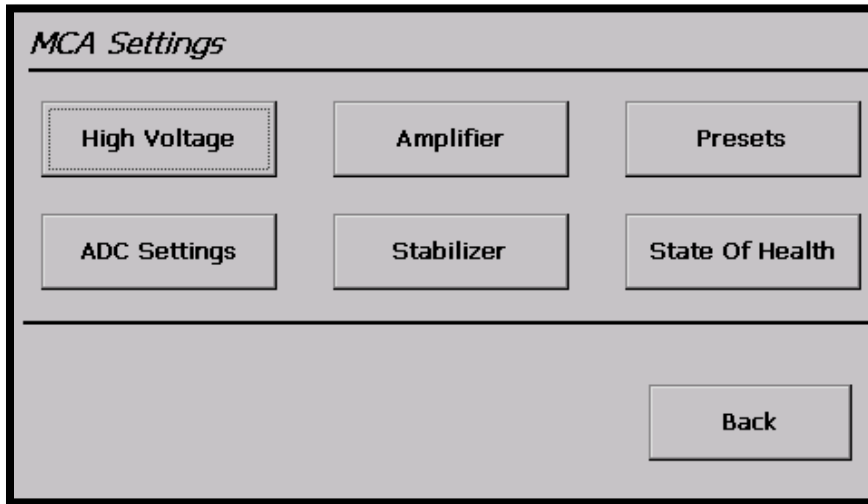 MCA Settings
High Voltage
Amplifier
Presets
ADC Settings
Stabilizer
State Of Health
Back